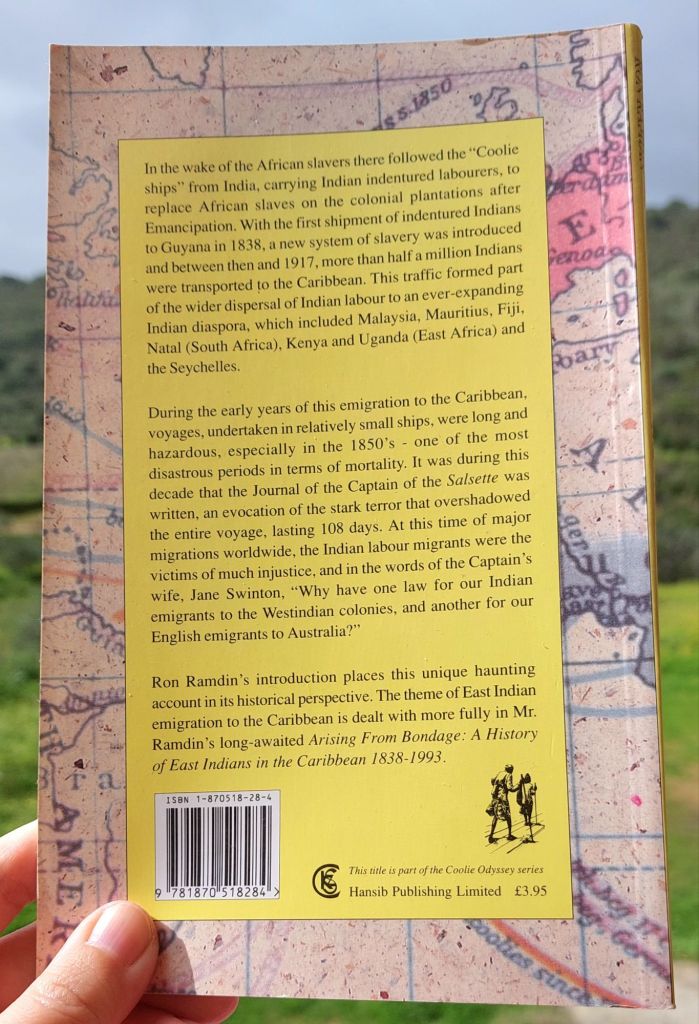 In the wake of the African slavers there followed the “Coolie
ships” from India, carrying Indian indentured labourers, to
replace African slaves on the colonial plantations after
Emancipation. With the first shipment of indentured Indians
to Guyana in 1838, a new system of slavery was introduced
and between then and 1917, more than half a million Indians
were transported to the Caribbean. This traffic formed part
of the wider dispersal of Indian labour to an ever-expanding
Indian diaspora, which included Malaysia, Mauritius, Fiji,
Natal (South Africa), Kenya and Uganda (East Africa) and
the Seychelles.
During the early years of this emigration to the Caribbean,
voyages, undertaken in relatively small ships, were long and
hazardous, especially in the 1850’s - one of the most
disastrous periods in terms of mortality. It was during this
decade that the Journal of the Captain of the Salsette was
written, an evocation of the stark terror that overshadowed
the entire voyage, lasting 108 days. At this time of major
migrations worldwide, the Indian labour migrants were the
victims of much injustice, and in the words of the Captain’s
wife, Jane Swinton, “Why have one law for our Indian
emigrants to the Westindian colonies, and another for our
English emigrants to Australia?”
Ron Ramdin’s introduction places this unique haunting
account in its historical perspective. The theme of East Indian
emigration to the Caribbean is dealt with more fully in Mr.
Ramdin’s long-awaited Arising From Bondage: A History
of East Indians in the Caribbean 1838-1993.
ISBN 1-870518-28-4
9 781870 518284 >
This title is part of the Coolie Odyssey series
Hansib Publishing Limited £3.95
s.1850
Genoa
bary
1619
AMER
coolies since